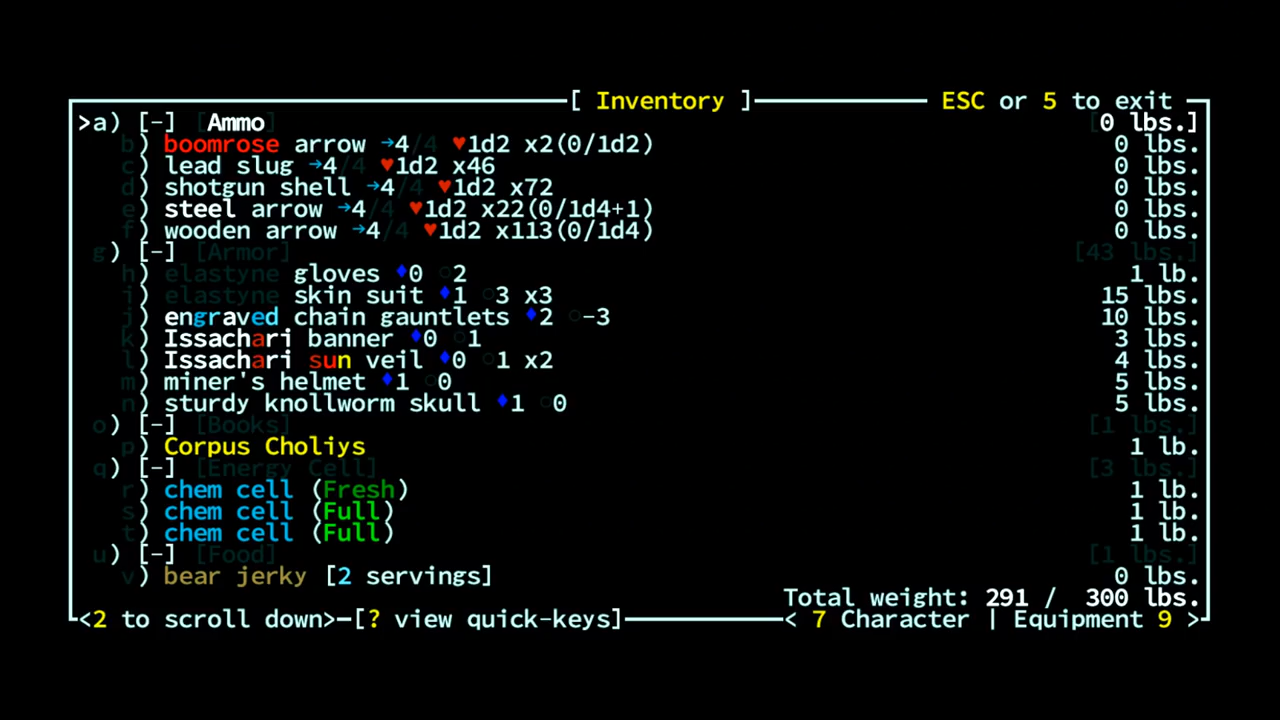 [ Inventory ] ESC or 5 to exit
>a) [-] Ammo [0 lbs.]
b) boomrose arrow →4/4 ♥1d2 x2(0/1d2) 0 lbs.
c) lead slug →4/4 ♥1d2 x46 0 lbs.
d) shotgun shell →4/4 ♥1d2 x72 0 lbs.
e) steel arrow →4/4 ♥1d2 x22(0/1d4+1) 0 lbs.
f) wooden arrow →4/4 ♥1d2 x113(0/1d4) 0 lbs.
g) [-] [Armor] [43 lbs.]
h) elastyne gloves ♦0 ○2 1 lb.
i) elastyne skin suit ♦1 ○3 x3 15 lbs.
j) engraved chain gauntlets ♦2 ○-3 10 lbs.
k) Issachari banner ♦0 ○1 3 lbs.
l) Issachari sun veil ♦0 ○1 x2 4 lbs.
m) miner's helmet ♦1 ○0 5 lbs.
n) sturdy knollworm skull ♦1 ○0 5 lbs.
o) [-] [Books] [1 lbs.]
p) Corpus Choliys 1 lb.
q) [-] [Energy Cell] [3 lbs.]
r) chem cell (Fresh) 1 lb.
s) chem cell (Full) 1 lb.
t) chem cell (Full) 1 lb.
u) [-] [Food] [1 lbs.]
v) bear jerky [2 servings] 0 lbs.
Total weight: 291 / 300 lbs.
<2 to scroll down> [? view quick-keys] < 7 Character | Equipment 9 >